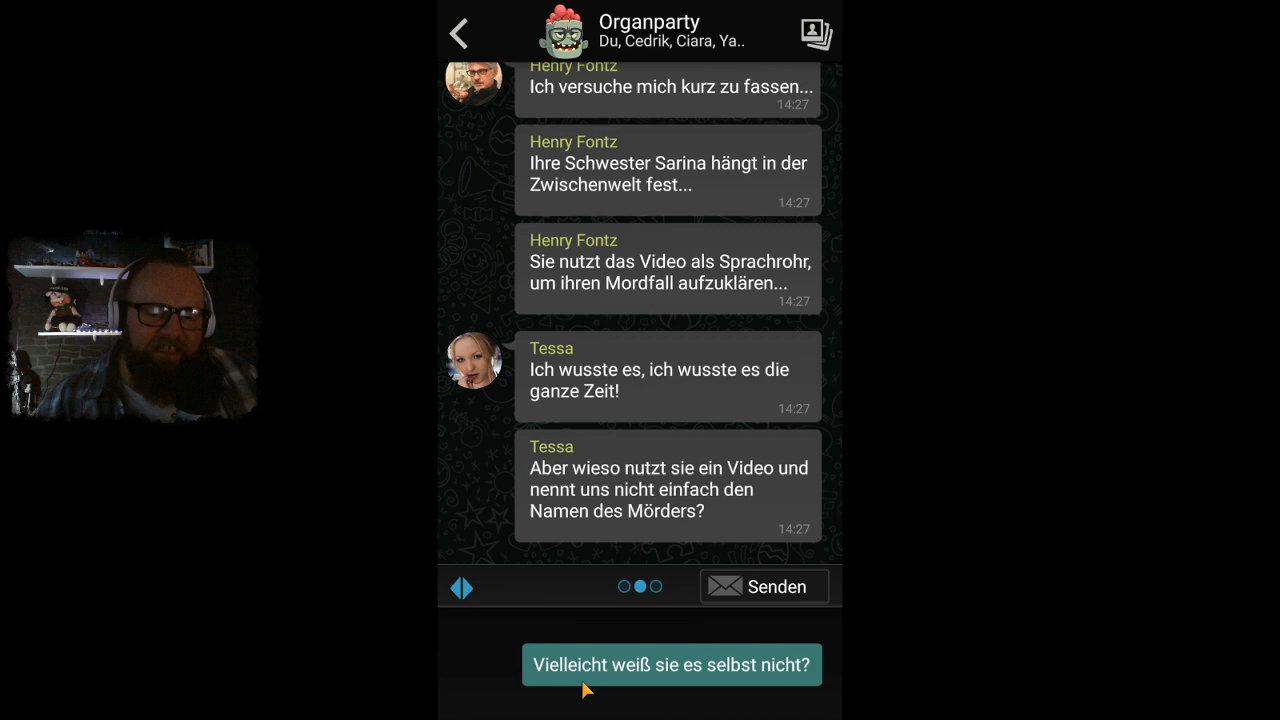 Organparty
Du, Cedrik, Ciara, Ya..
Henry Fontz
Ich versuche mich kurz zu fassen...
14:27
Henry Fontz
Ihre Schwester Sarina hängt in der
Zwischenwelt fest...
14:27
Henry Fontz
Sie nutzt das Video als Sprachrohr,
um ihren Mordfall aufzuklären...
14:27
Tessa
Ich wusste es, ich wusste es die
ganze Zeit!
14:27
Tessa
Aber wieso nutzt sie ein Video und
nennt uns nicht einfach den
Namen des Mörders?
14:27
Senden
Vielleicht weiß sie es selbst nicht?